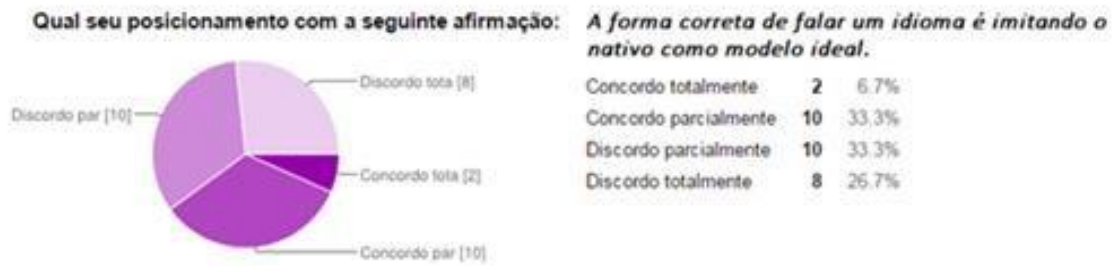 Qual seu posicionamento com a seguinte afirmação:
A forma correta de falar um idioma é imitando o
nativo como modelo ideal.
Discordo tota [8]
Discordo par [10]
Concordo tota [2]
Concordo par [10]
Concordo totalmente 2 6.7%
Concordo parcialmente 10 33.3%
Discordo parcialmente 10 33.3%
Discordo totalmente 8 26.7%